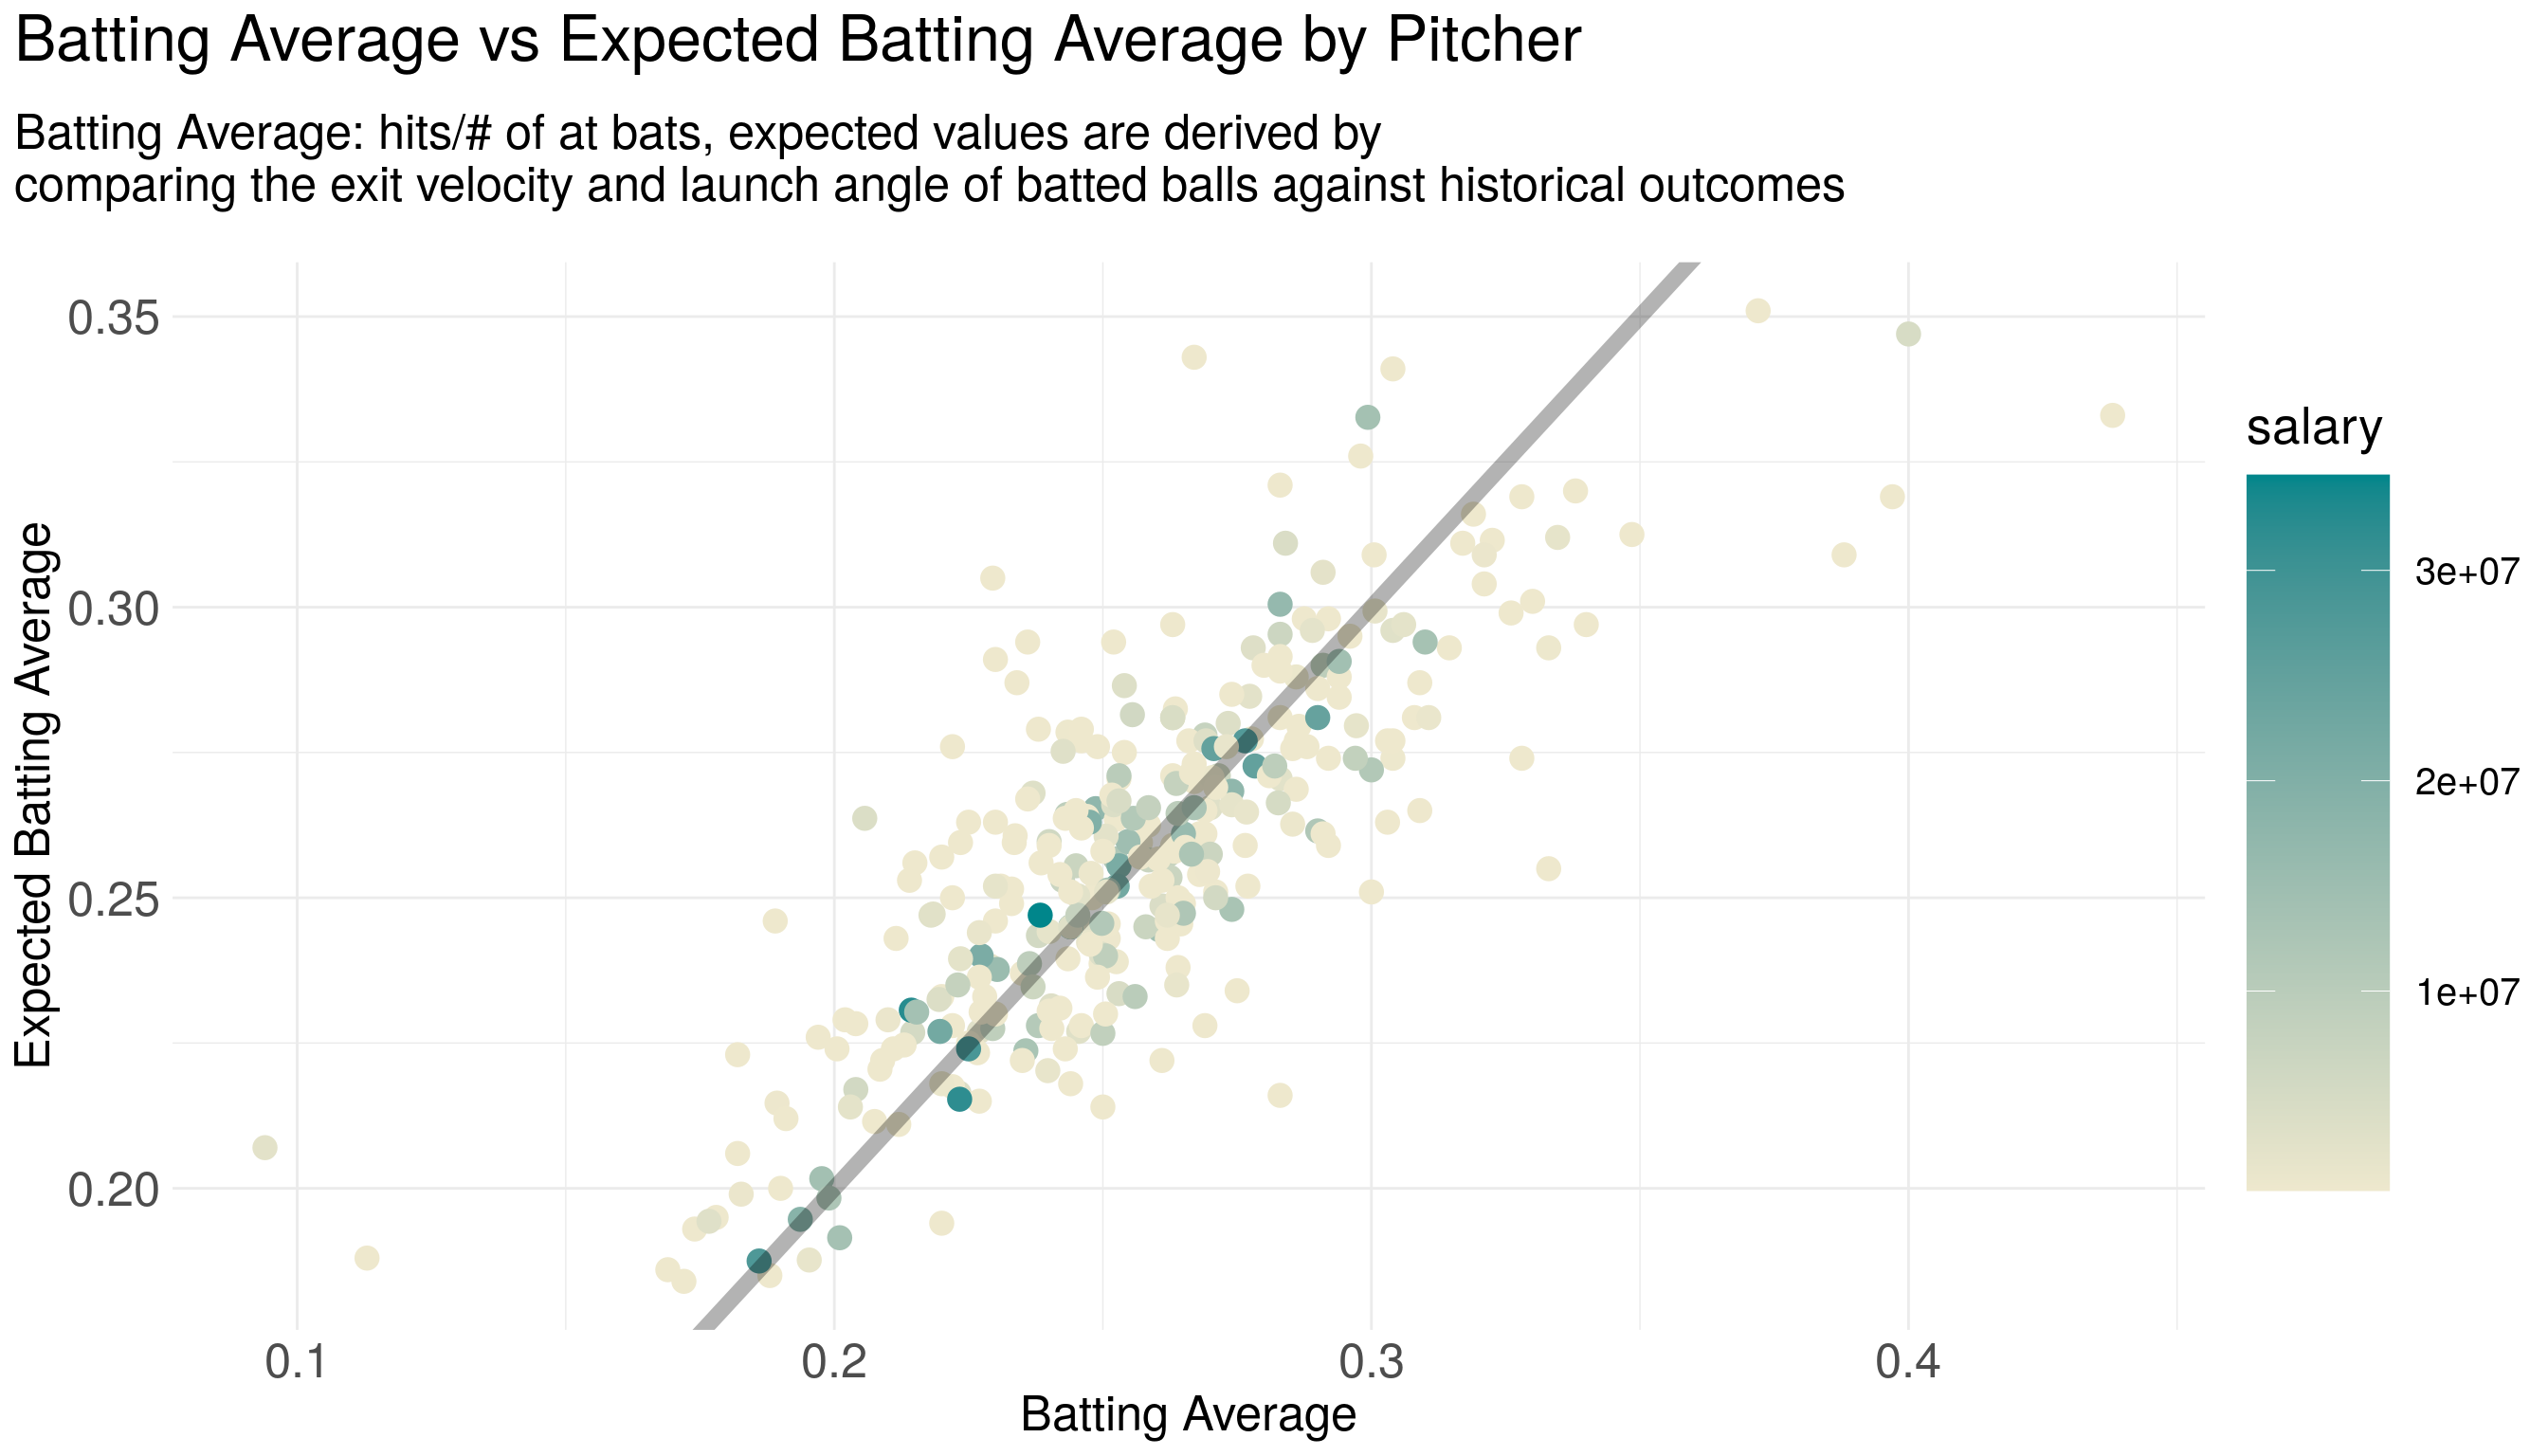 Batting Average vs Expected Batting Average by Pitcher
Batting Average: hits/# of at bats, expected values are derived by
comparing the exit velocity and launch angle of batted balls against historical outcomes
Expected Batting Average
0.35
0.30
0.25
0.20
0.1
0.2
0.3
0.4
Batting Average
salary
3e+07
2e+07
1e+07